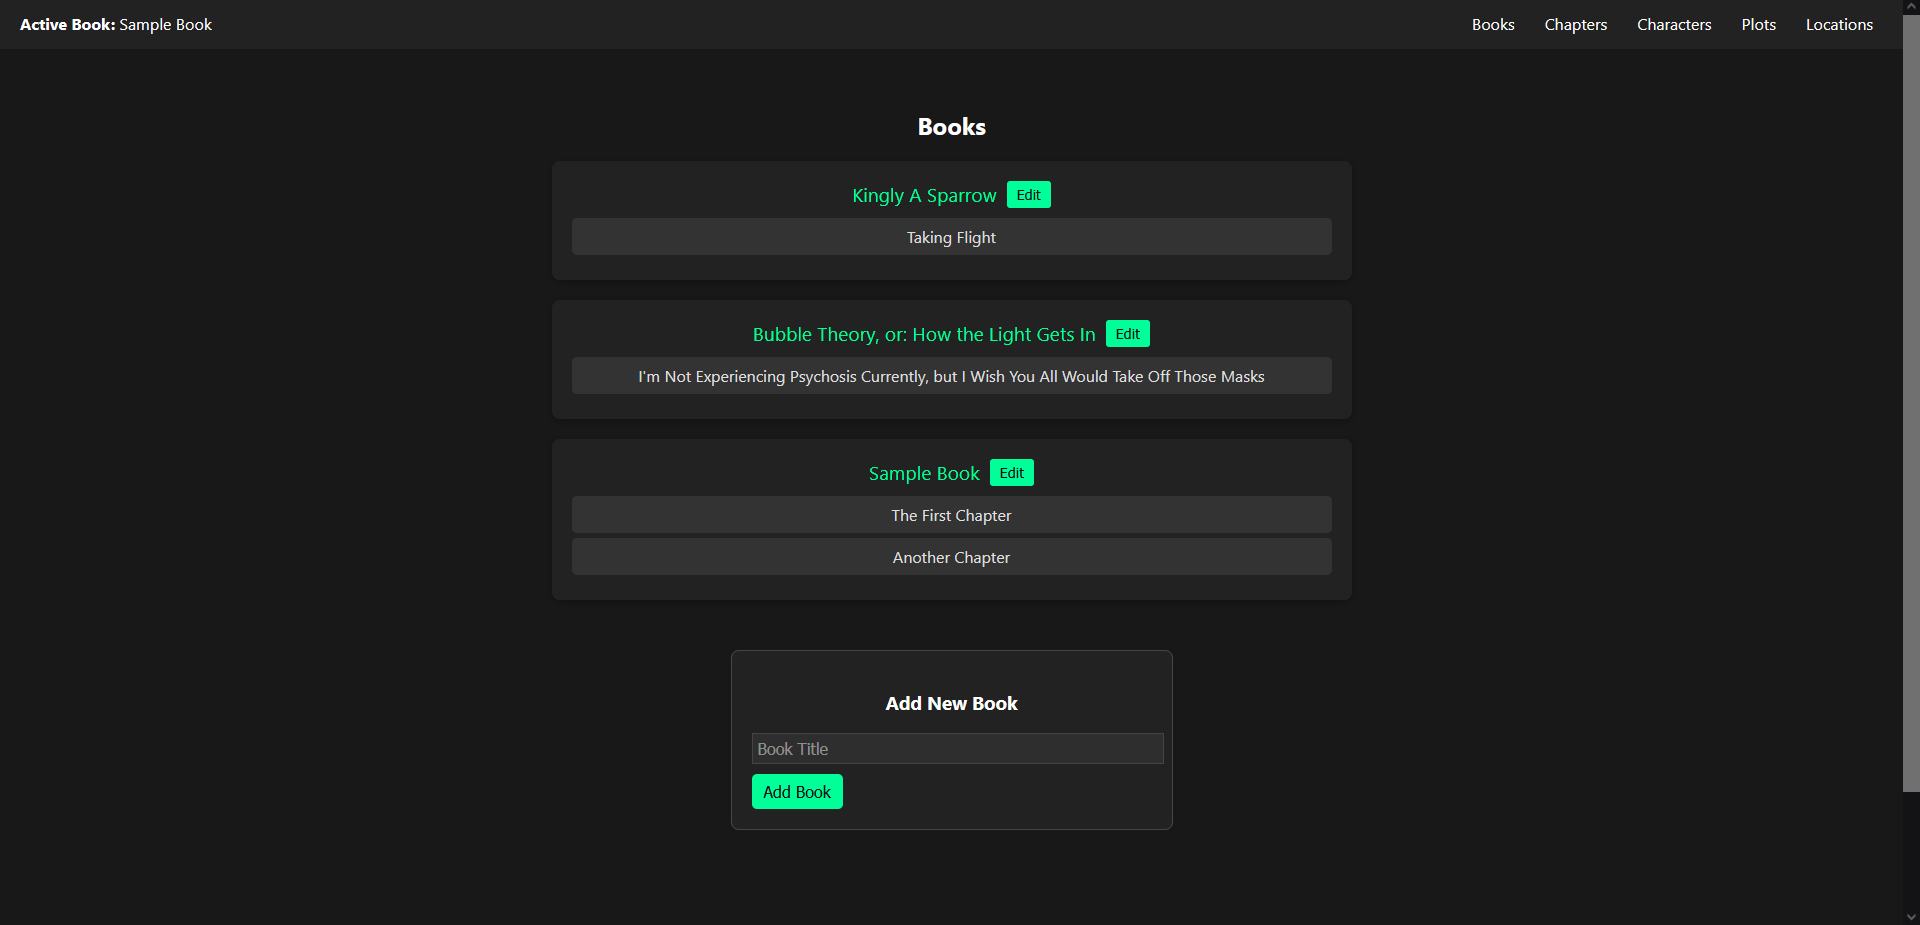 Active Book: Sample Book
Books Chapters Characters Plots Locations
Books
Kingly A Sparrow Edit
Taking Flight
Bubble Theory, or: How the Light Gets In Edit
I'm Not Experiencing Psychosis Currently, but I Wish You All Would Take Off Those Masks
Sample Book Edit
The First Chapter
Another Chapter
Add New Book
Book Title
Add Book